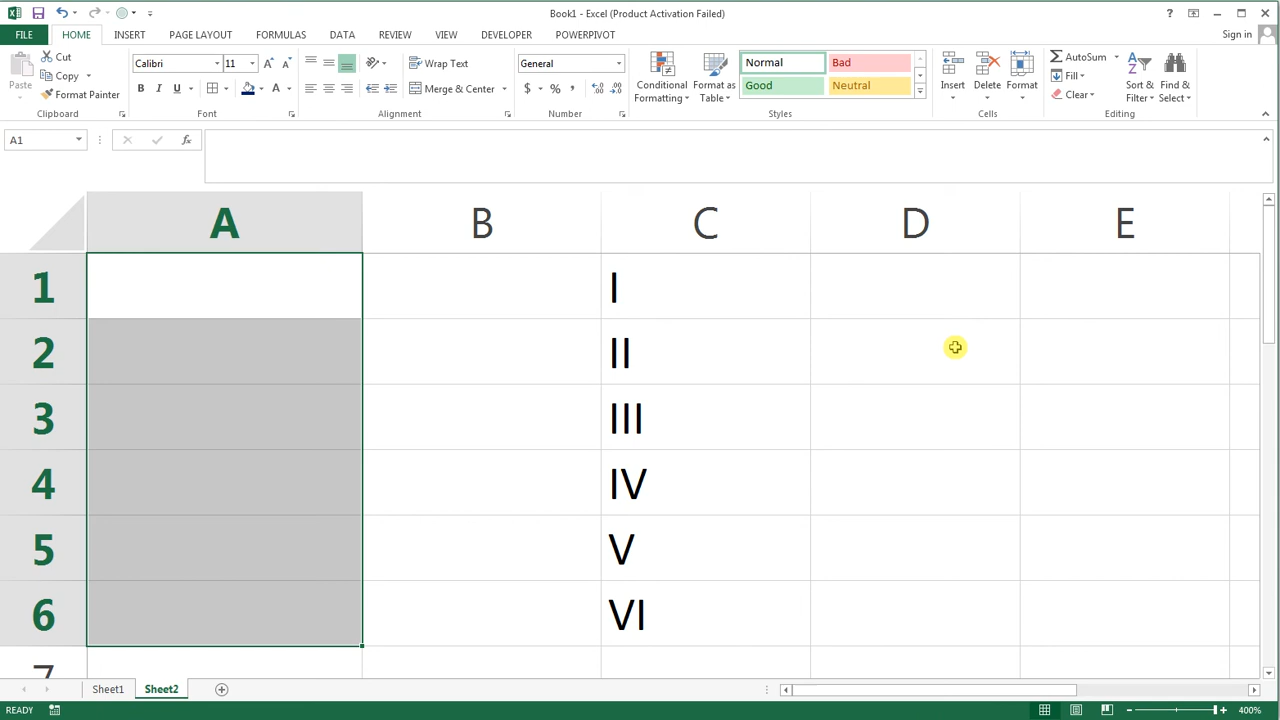 Book1 - Excel (Product Activation Failed)
?
FILE HOME INSERT PAGE LAYOUT FORMULAS DATA REVIEW VIEW DEVELOPER POWERPIVOT Sign in
Paste
Cut
Copy
Format Painter
Clipboard
Calibri 11
B I U A
Font
Wrap Text
Merge & Center
Alignment
General
$ % ,
Number
Conditional Formatting
Format as Table
Normal Bad
Good Neutral
Styles
Insert Delete Format
Cells
AutoSum
Fill
Clear
Sort & Filter
Find & Select
Editing
A1 fx
A B C D E
1 I
2 II
3 III
4 IV
5 V
6 VI
7
Sheet1 Sheet2
READY 400%